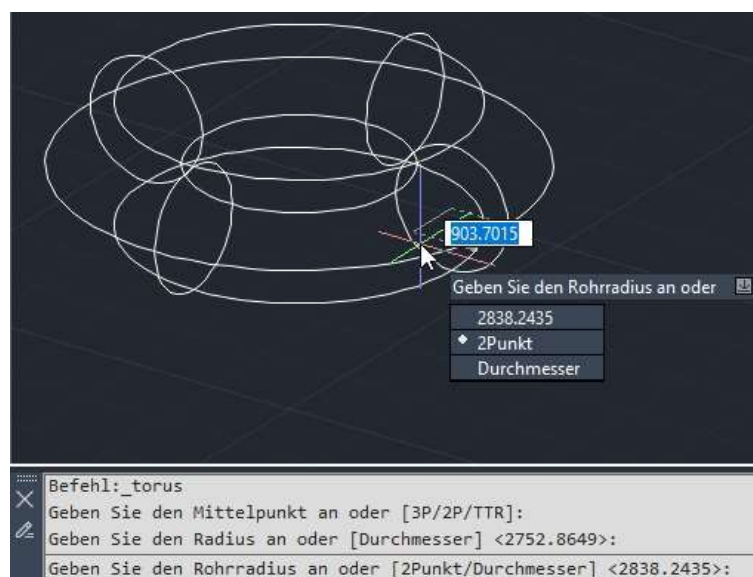 903.7015
Geben Sie den Rohrradius an oder
2838.2435
2Punkt
Durchmesser
Befehl:_torus
Geben Sie den Mittelpunkt an oder [3P/2P/TTR]:
Geben Sie den Radius an oder [Durchmesser] <2752.8649>:
Geben Sie den Rohrradius an oder [2Punkt/Durchmesser] <2838.2435>: